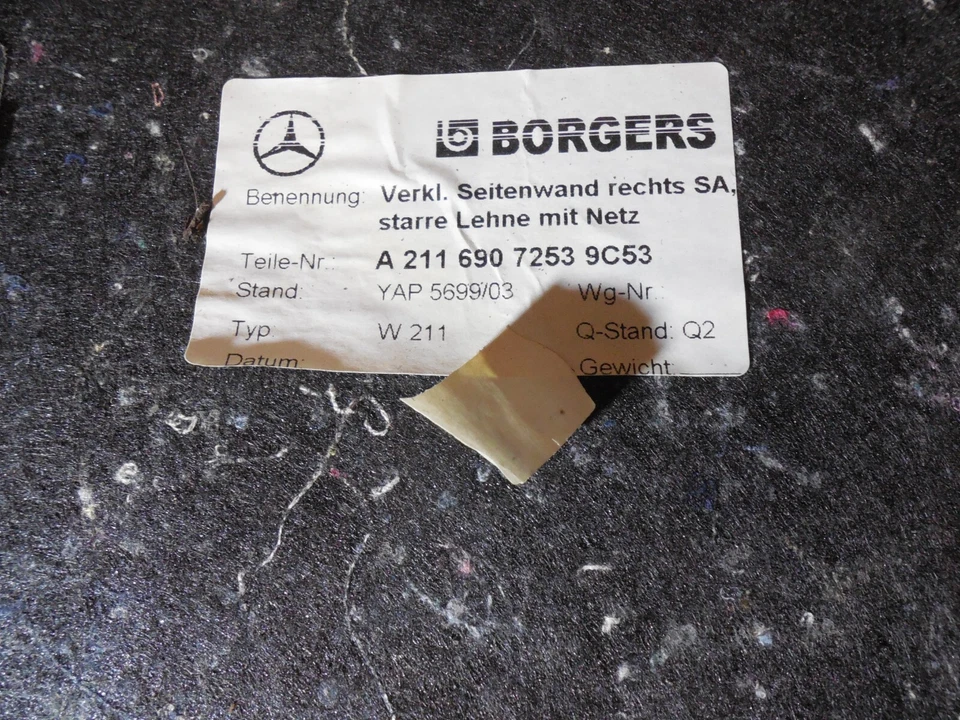 BORGERS
Benennung: Verkl. Seitenwand rechts SA,
starre Lehne mit Netz
Teile-Nr.: A 211 690 7253 9C53
Stand: YAP 5699/03 Wg-Nr.
Typ W 211 Q-Stand: Q2
Datum: Gewicht: